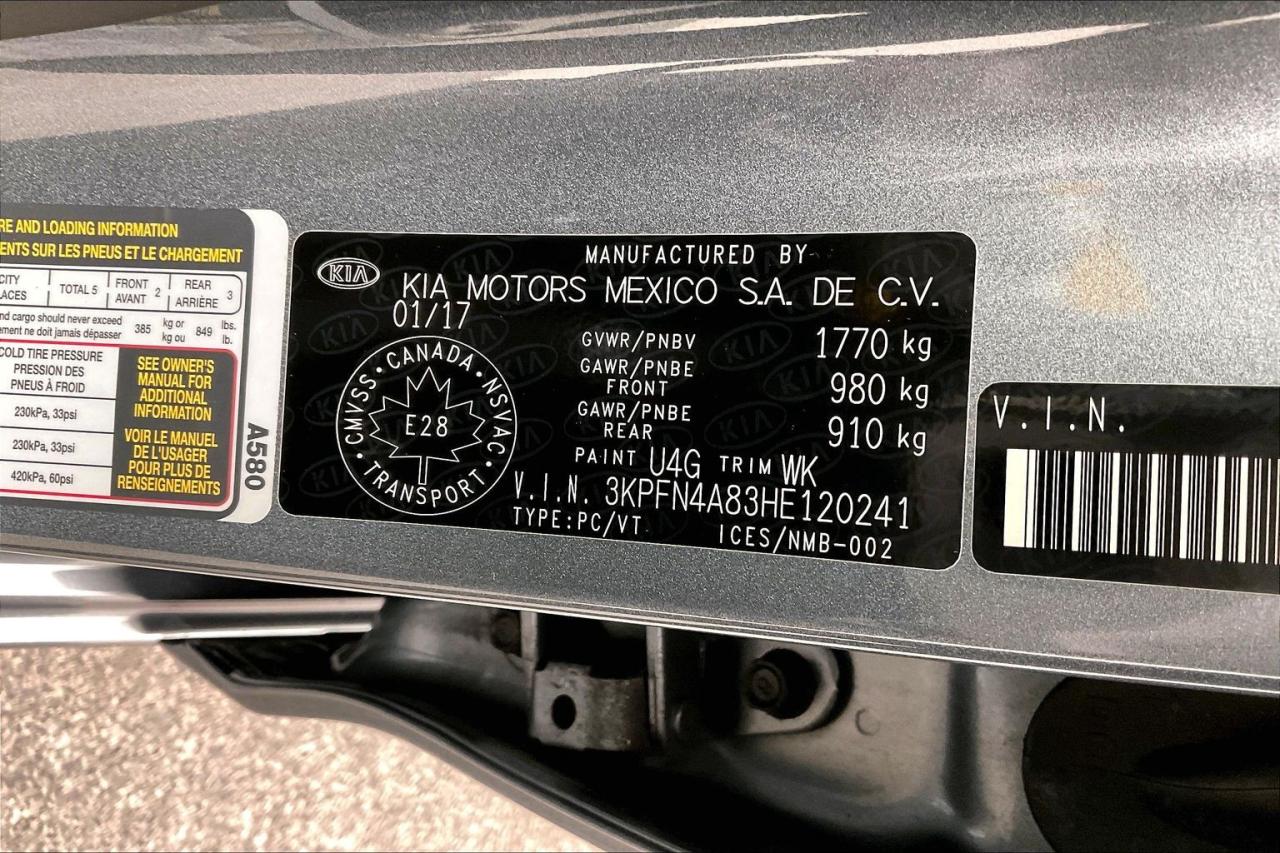 RE AND LOADING INFORMATION
ENTS SUR LES PNEUS ET LE CHARGEMENT
CITY TOTAL 5 FRONT 2 REAR 3
LACES AVANT ARRIÈRE
nd cargo should never exceed 385 kg or 849 lbs.
ement ne doit jamais dépasser kg ou lb.
COLD TIRE PRESSURE
PRESSION DES
PNEUS À FROID
230kPa, 33psi
230kPa, 33psi
420kPa, 60psi
SEE OWNER'S
MANUAL FOR
ADDITIONAL
INFORMATION
VOIR LE MANUEL
DE L'USAGER
POUR PLUS DE
RENSEIGNEMENTS
A580
KIA
MANUFACTURED BY
KIA MOTORS MEXICO S.A. DE C.V.
01/17
CMVSS · CANADA · NSVAC · TRANSPORT ·
E28
GVWR/PNBV 1770 kg
GAWR/PNBE
FRONT 980 kg
GAWR/PNBE
REAR 910 kg
PAINT U4G TRIM WK
V.I.N. 3KPFN4A83HE120241
TYPE:PC/VT ICES/NMB-002
V.I.N.